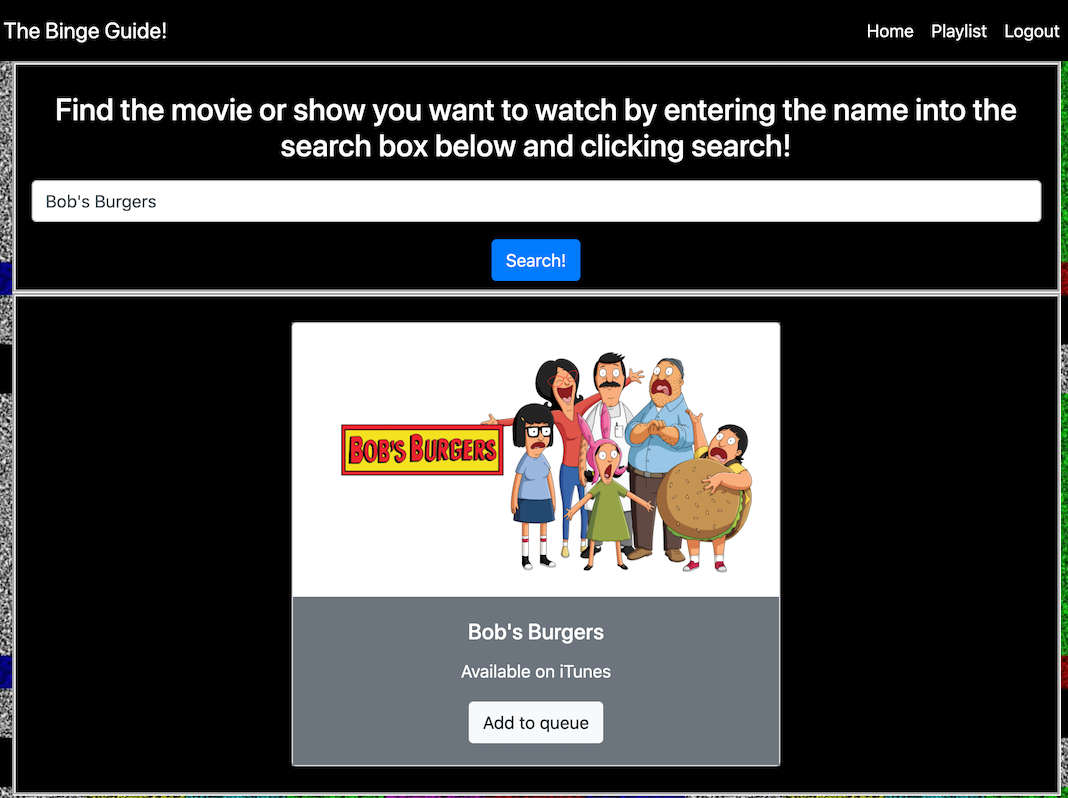 The Binge Guide!
Home Playlist Logout
Find the movie or show you want to watch by entering the name into the
search box below and clicking search!
Bob's Burgers
Search!
BOB'S BURGERS
Bob's Burgers
Available on iTunes
Add to queue